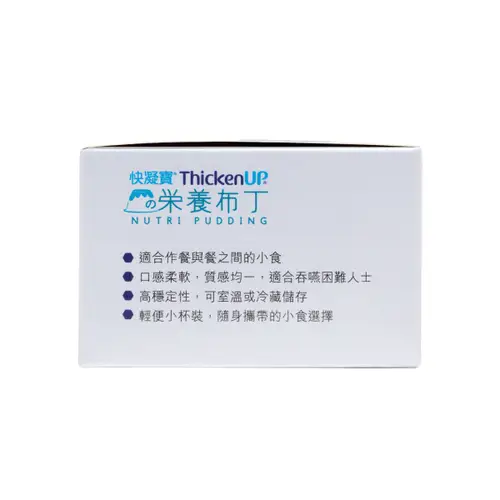 快凝寶® ThickenUP®
の栄養布丁
NUTRI PUDDING
適合作餐與餐之間的小食
口感柔軟，質感均一，適合吞嚥困難人士
高穩定性，可室溫或冷藏儲存
輕便小杯裝，隨身攜帶的小食選擇